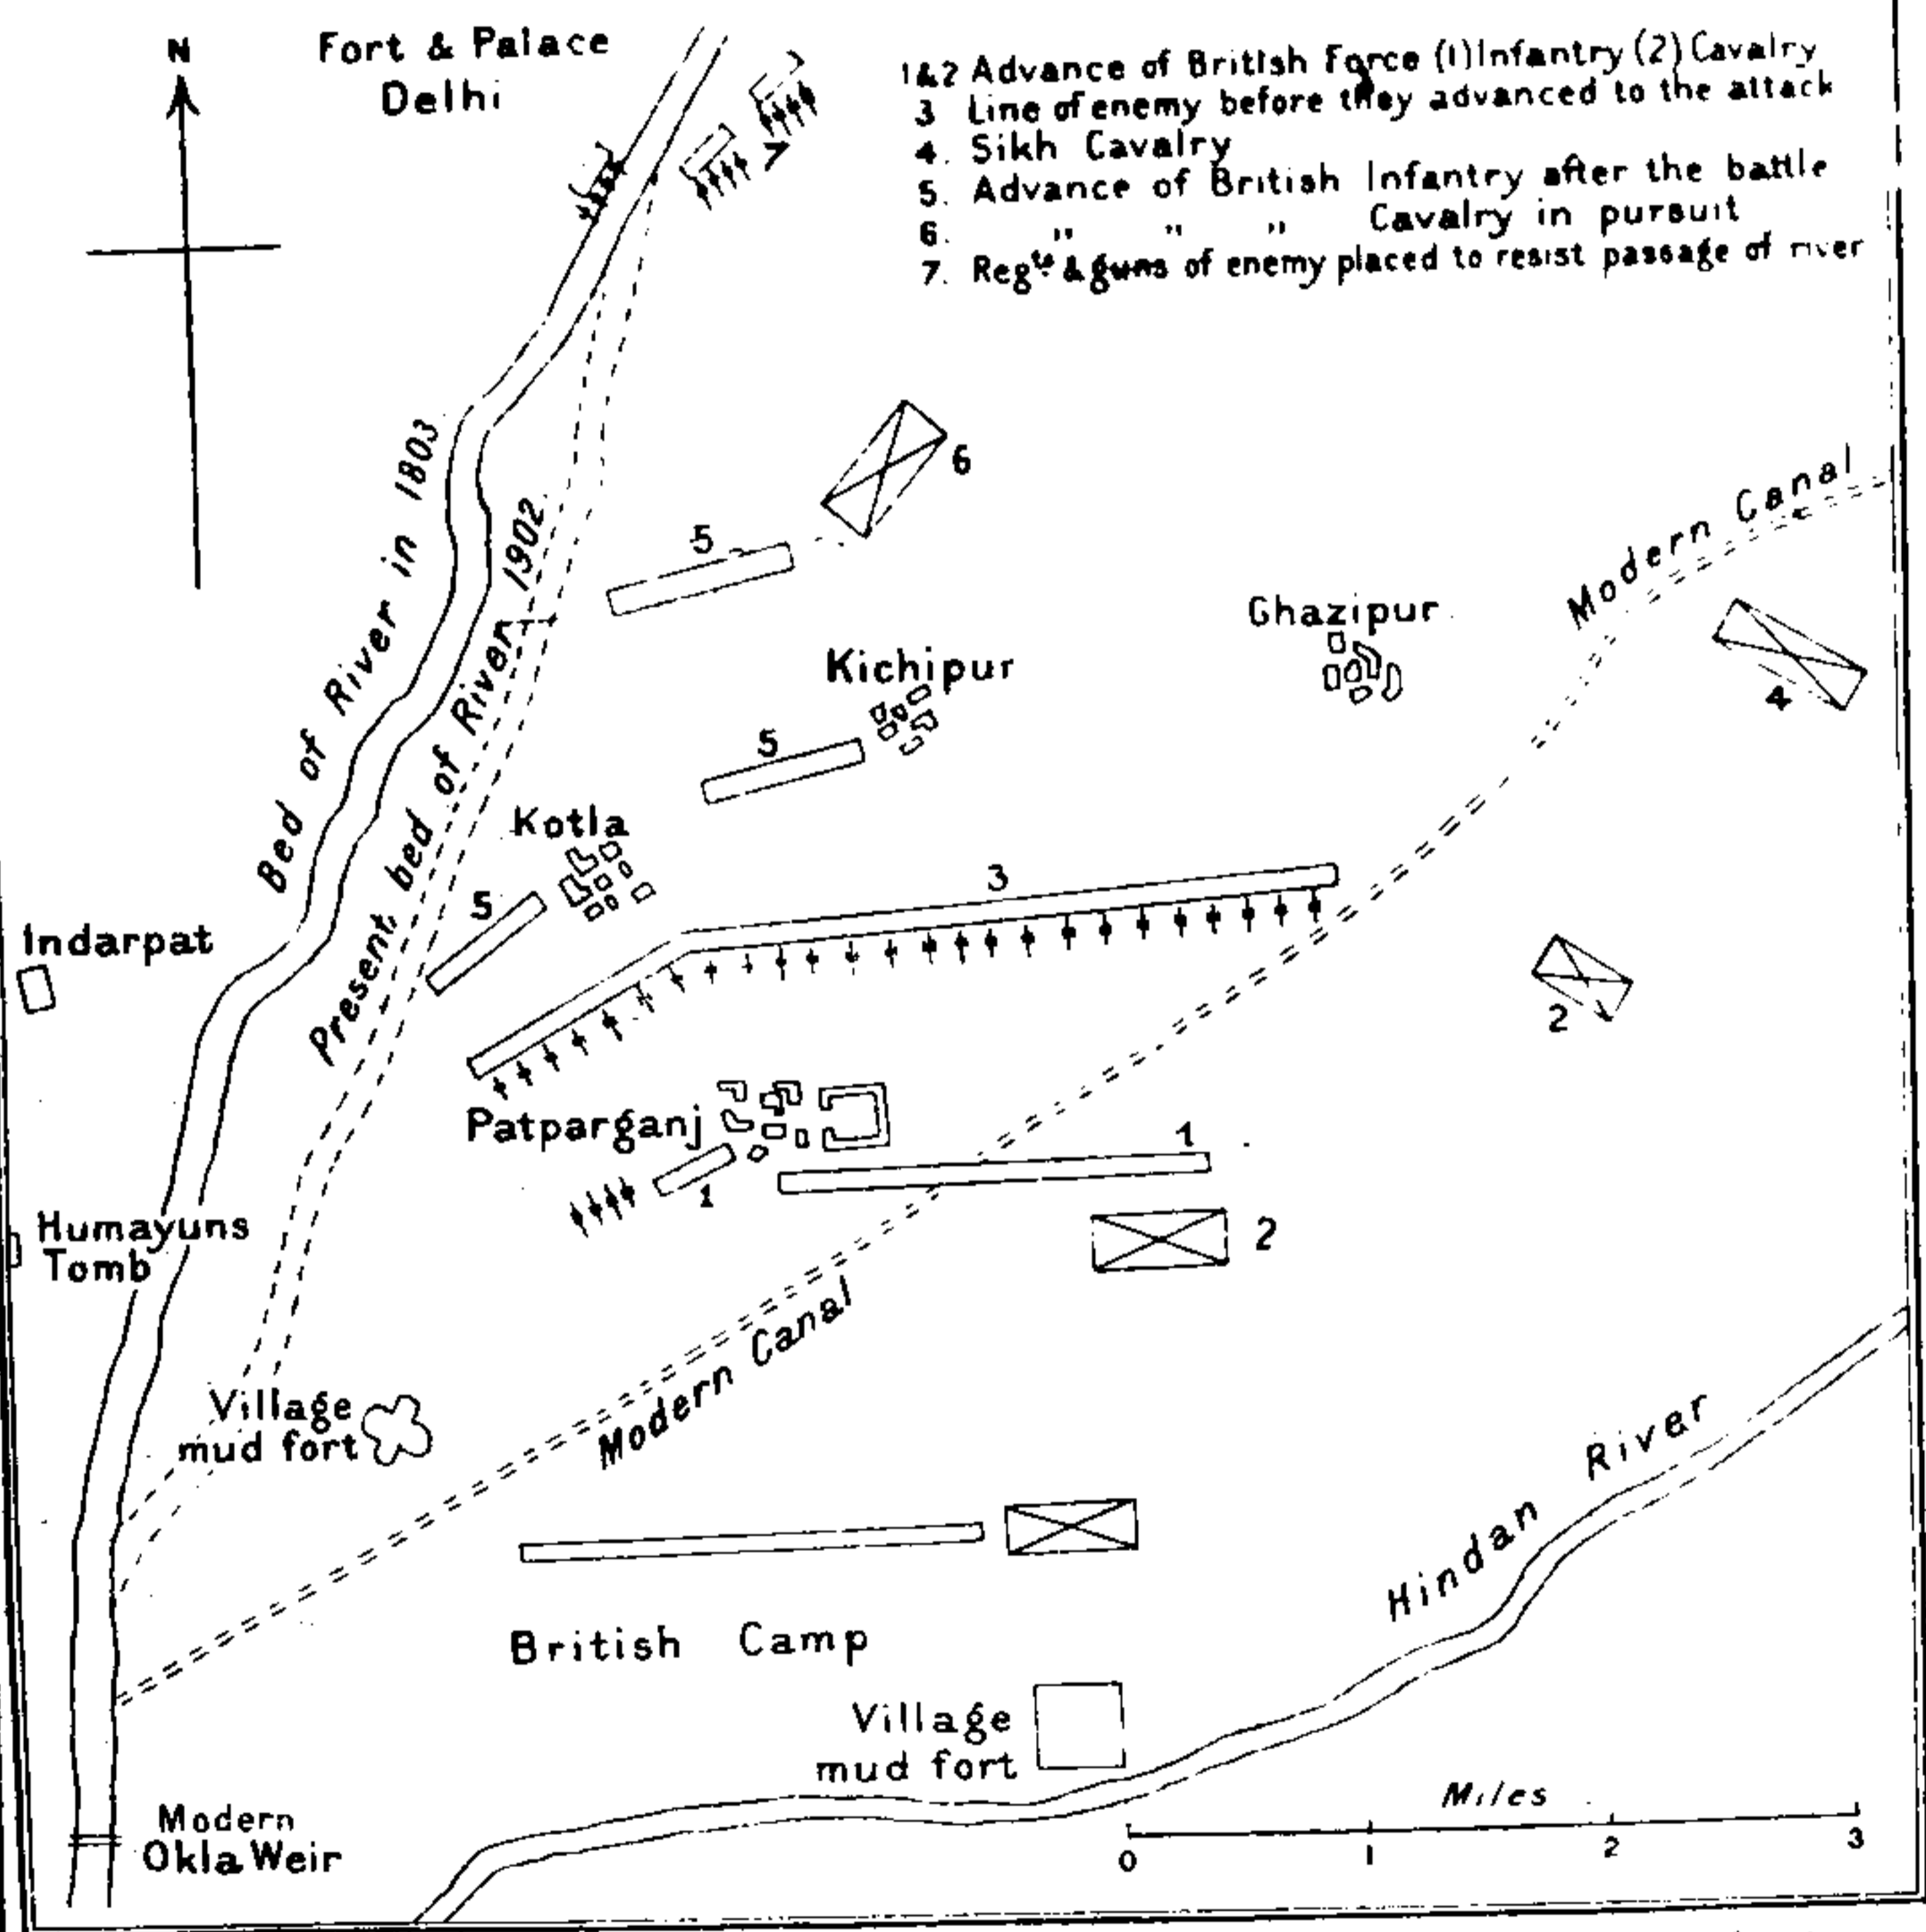 N
Fort & Palace
Delhi
1&2 Advance of British Force (1) Infantry (2) Cavalry
3 Line of enemy before they advanced to the attack
4. Sikh Cavalry
5. Advance of British Infantry after the battle
6. " " " Cavalry in pursuit
7. Regts. & guns of enemy placed to resist passage of river
7
6
5
Bed of River in 1803
Present bed of River 1902
Modern Canal
Ghazipur
Kichipur
4
5
Kotla
3
5
Indarpat
2
Patparganj
1
1
2
Humayuns
Tomb
Modern Canal
Village
mud fort
Hindan River
British Camp
Village
mud fort
Miles
0 1 2 3
Modern
Okla Weir